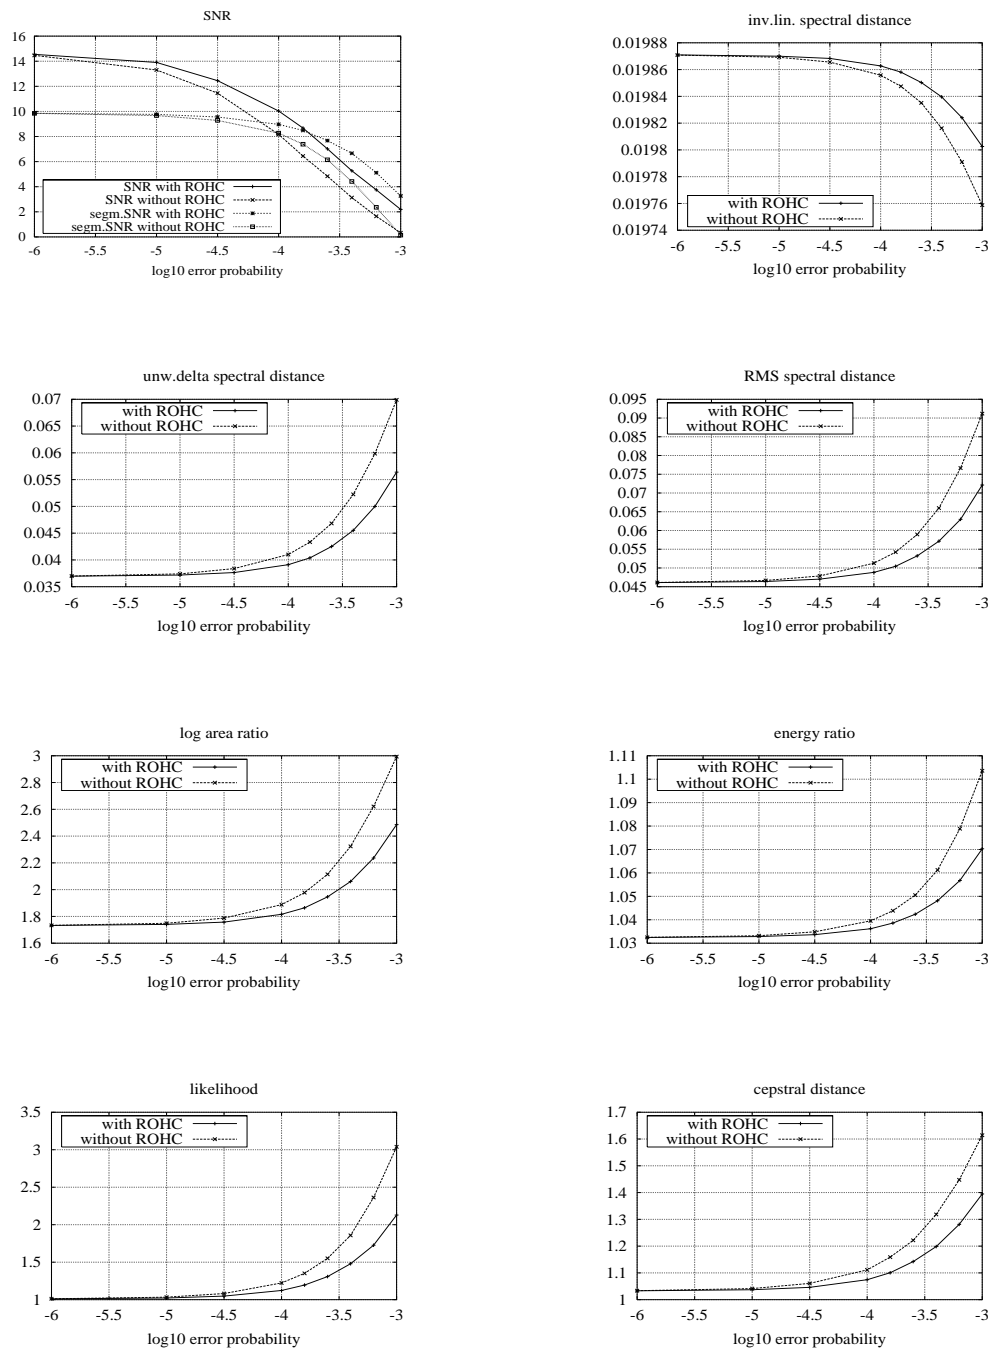 SNR
16
14
12
10
8
6
4
2
0
SNR with ROHC
SNR without ROHC
segm.SNR with ROHC
segm.SNR without ROHC
-6 -5 -4.5 -4 -3.5 -3
log10 error probability
inv.lin. spectral distance
0.01988
0.01986
0.01984
0.01982
0.0198
0.01978
0.01976
0.01974
with ROHC
without ROHC
-6 -5.5 -5 -4.5 -4 -3.5 -3
log10 error probability
unw.delta spectral distance
0.07
0.065
0.06
0.055
0.05
0.045
0.04
0.035
with ROHC
without ROHC
-6 -5.5 -5 -4.5 -4 -3.5 -3
log10 error probability
RMS spectral distance
0.095
0.09
0.085
0.08
0.075
0.07
0.065
0.06
0.055
0.05
0.045
with ROHC
without ROHC
-6 -5.5 -5 -4.5 -4 -3.5 -3
log10 error probability
log area ratio
3
2.8
2.6
2.4
2.2
2
1.8
1.6
with ROHC
without ROHC
-6 -5.5 -5 -4.5 -4 -3.5 -3
log10 error probability
energy ratio
1.11
1.1
1.09
1.08
1.07
1.06
1.05
1.04
1.03
with ROHC
without ROHC
-6 -5.5 -5 -4.5 -4 -3.5 -3
log10 error probability
likelihood
3.5
3
2.5
2
1.5
1
with ROHC
without ROHC
-6 -5.5 -5 -4.5 -4 -3.5 -3
log10 error probability
cepstral distance
1.7
1.6
1.5
1.4
1.3
1.2
1.1
1
with ROHC
without ROHC
-6 -5.5 -5 -4.5 -4 -3.5 -3
log10 error probability